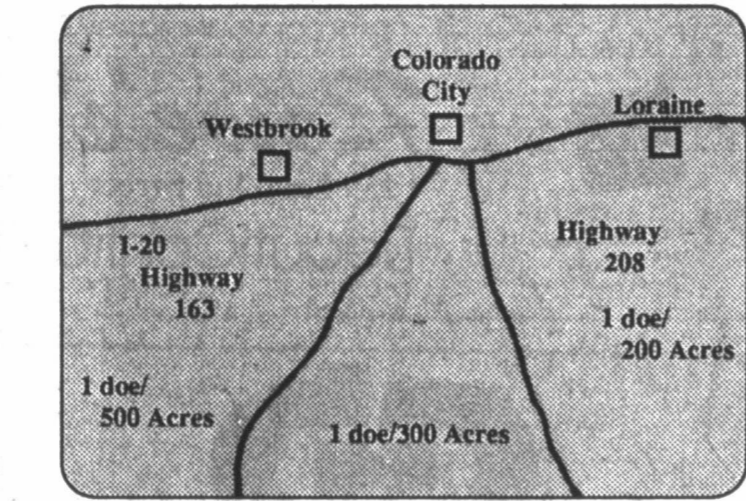 Colorado
City
Westbrook
Loraine
I-20
Highway
163
Highway
208
1 doe/
200 Acres
1 doe/
500 Acres
1 doe/300 Acres